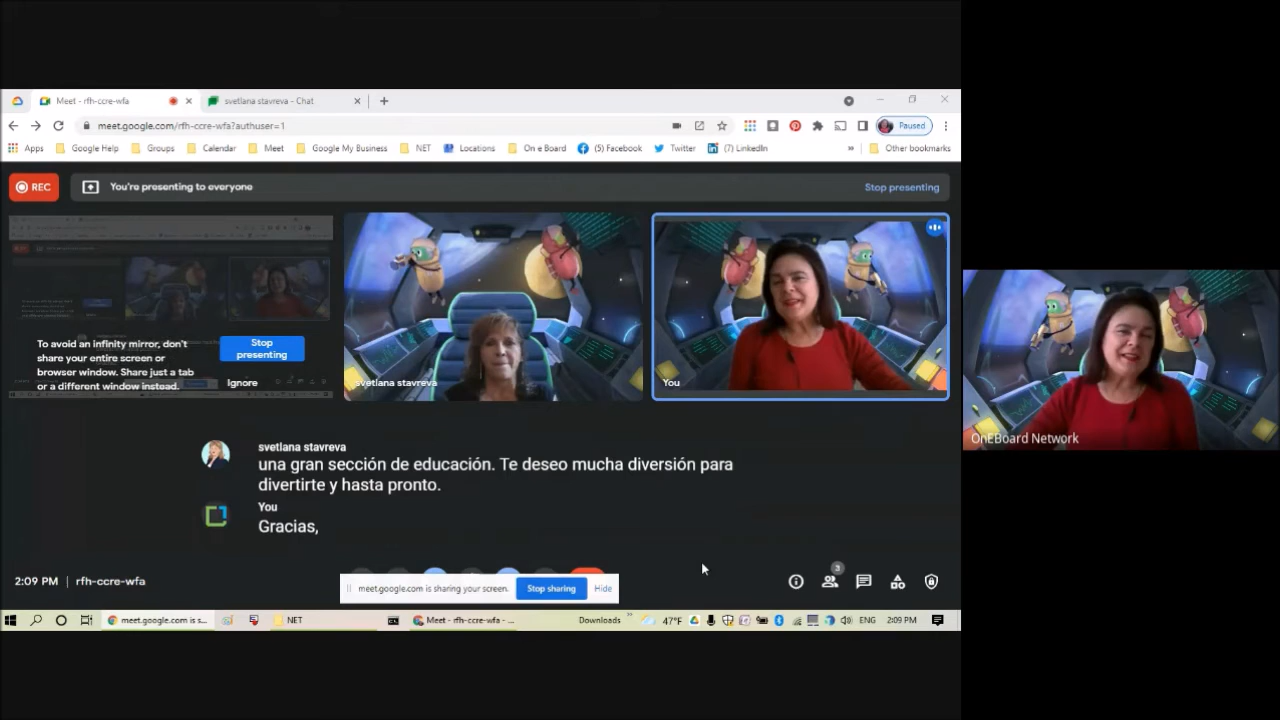 Meet - rfh-ccre-wfa
svetlana stavreva - Chat
meet.google.com/rfh-ccre-wfa?authuser=1
Paused
Apps
Google Help
Groups
Calendar
Meet
Google My Business
NET
Locations
On e Board
(5) Facebook
Twitter
(7) LinkedIn
»
Other bookmarks
REC
You're presenting to everyone
Stop presenting
To avoid an infinity mirror, don't
share your entire screen or
browser window. Share just a tab
or a different window instead.
Stop
presenting
Ignore
svetlana stavreva
You
OnEBoard Network
svetlana stavreva
una gran sección de educación. Te deseo mucha diversión para
divertirte y hasta pronto.
You
Gracias,
2:09 PM | rfh-ccre-wfa
meet.google.com is sharing your screen.
Stop sharing
Hide
3
meet.google.com is s...
NET
Meet - rfh-ccre-wfa - ...
Downloads
»
47°F
ENG
2:09 PM